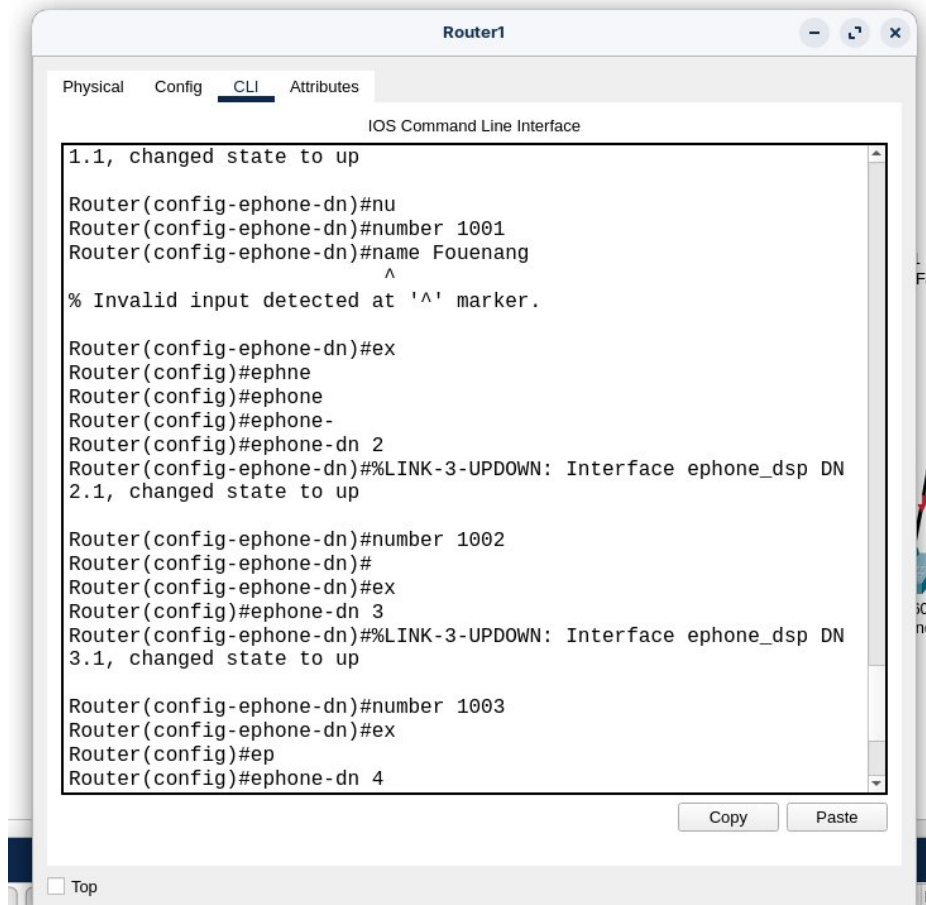 Router1
Physical Config CLI Attributes
IOS Command Line Interface
1.1, changed state to up
Router(config-ephone-dn)#nu
Router(config-ephone-dn)#number 1001
Router(config-ephone-dn)#name Fouenang
^
% Invalid input detected at '^' marker.
Router(config-ephone-dn)#ex
Router(config)#ephne
Router(config)#ephone
Router(config)#ephone-
Router(config)#ephone-dn 2
Router(config-ephone-dn)#%LINK-3-UPDOWN: Interface ephone_dsp DN
2.1, changed state to up
Router(config-ephone-dn)#number 1002
Router(config-ephone-dn)#
Router(config-ephone-dn)#ex
Router(config)#ephone-dn 3
Router(config-ephone-dn)#%LINK-3-UPDOWN: Interface ephone_dsp DN
3.1, changed state to up
Router(config-ephone-dn)#number 1003
Router(config-ephone-dn)#ex
Router(config)#ep
Router(config)#ephone-dn 4
Copy Paste
Top